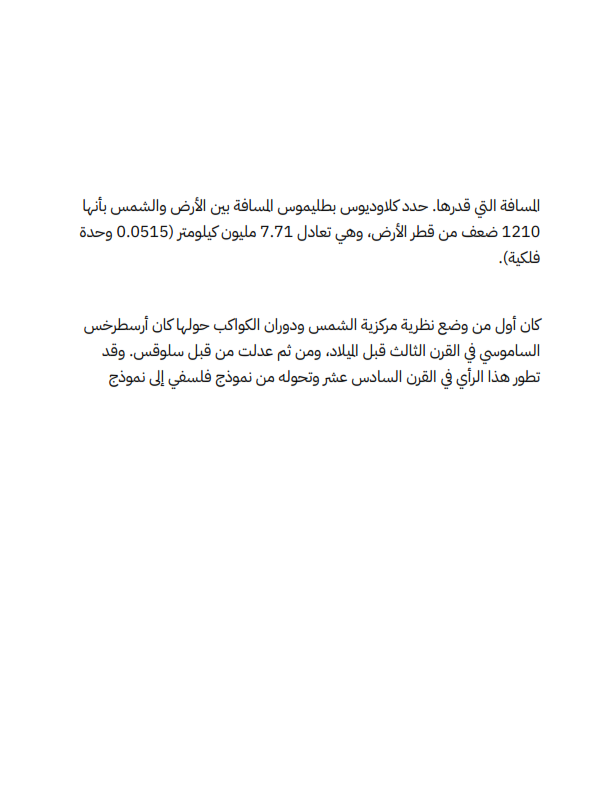 المسافة التي قدرها. حدد كلاوديوس بطليموس المسافة بين الأرض والشمس بأنها
1210 ضعف من قطر الأرض، وهي تعادل 7.71 مليون كيلومتر (0.0515 وحدة
فلكية).
كان أول من وضع نظرية مركزية الشمس ودوران الكواكب حولها كان أرسطرخس
الساموسي في القرن الثالث قبل الميلاد، ومن ثم عدلت من قبل سلوقس. وقد
تطور هذا الرأي في القرن السادس عشر وتحوله من نموذج فلسفي إلى نموذج